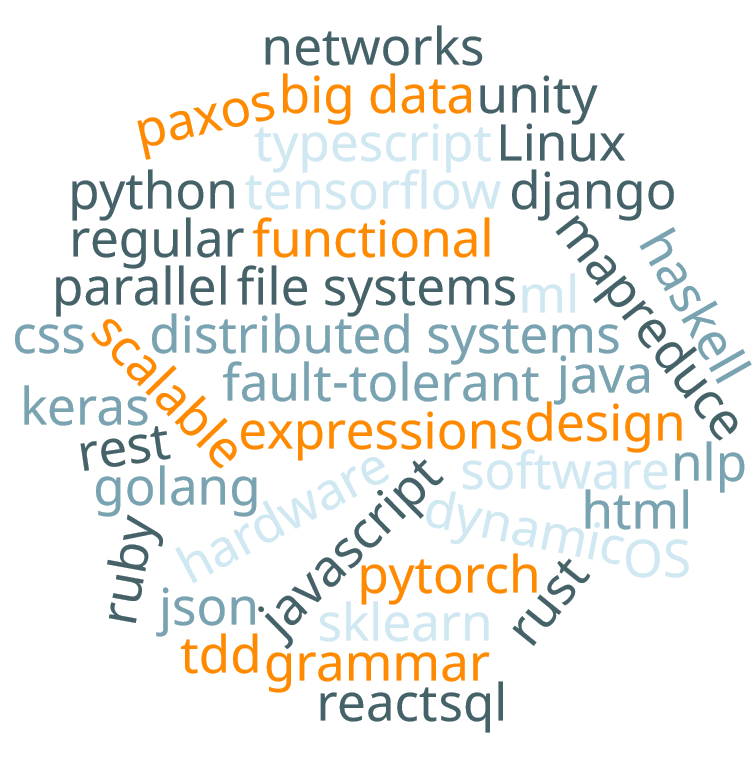 networks
paxos big data unity
typescript Linux
python tensorflow django
regular functional
mapreduce
haskell
parallel file systems ml
css scalable distributed systems
fault-tolerant java
keras
rest expressions design
golang hardware software nlp
javascript dynamic html
OS
ruby
json pytorch rust
sklearn
tdd grammar
react sql